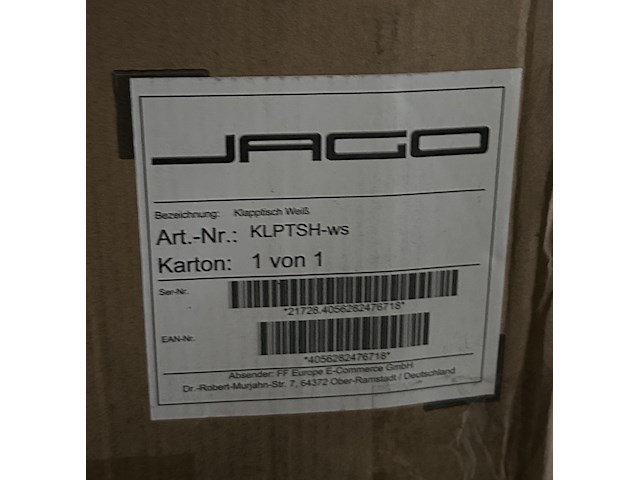 JAGO
Bezeichnung: Klapptisch Weiß
Art.-Nr.: KLPTSH-ws
Karton: 1 von 1
Ser-Nr.
*21728.4056282476718*
EAN-Nr.
*4056282476718*
Absender: FF Europe E-Commerce GmbH
Dr.-Robert-Murjahn-Str. 7, 64372 Ober-Ramstadt / Deutschland